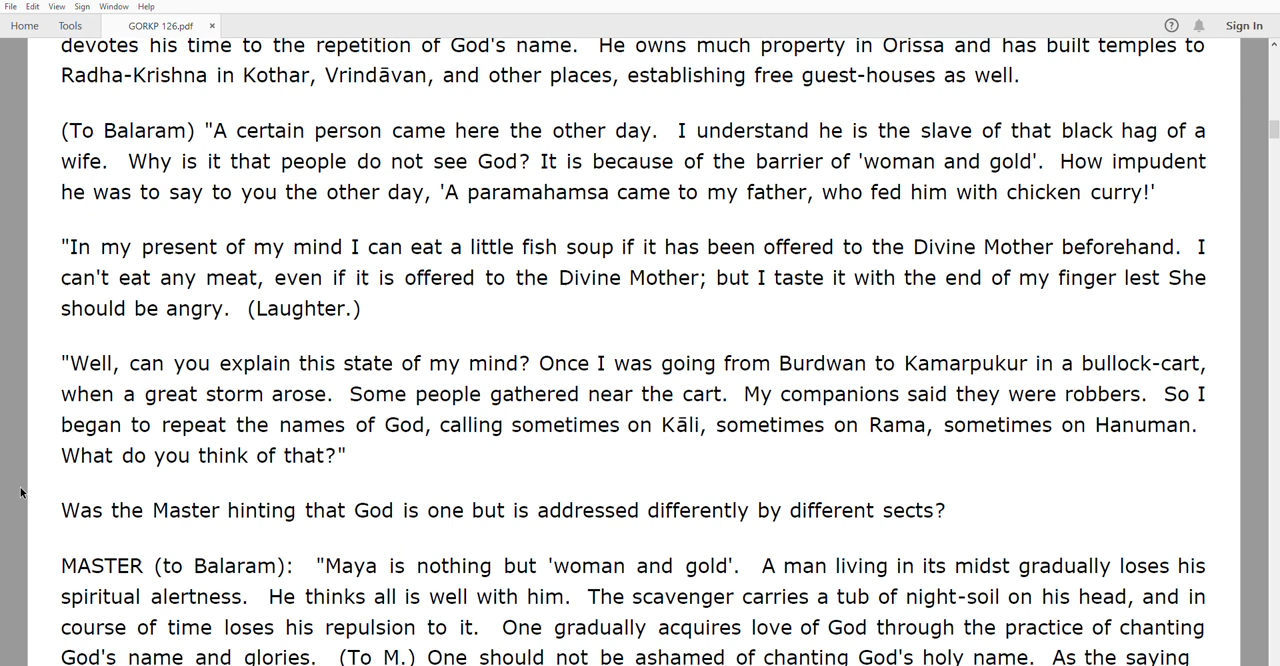 File Edit View Sign Window Help
Home Tools GORKP 126.pdf × ? Sign In
devotes his time to the repetition of God's name. He owns much property in Orissa and has built temples to
Radha-Krishna in Kothar, Vrindāvan, and other places, establishing free guest-houses as well.
(To Balaram) "A certain person came here the other day. I understand he is the slave of that black hag of a
wife. Why is it that people do not see God? It is because of the barrier of 'woman and gold'. How impudent
he was to say to you the other day, 'A paramahamsa came to my father, who fed him with chicken curry!'
"In my present of my mind I can eat a little fish soup if it has been offered to the Divine Mother beforehand. I
can't eat any meat, even if it is offered to the Divine Mother; but I taste it with the end of my finger lest She
should be angry. (Laughter.)
"Well, can you explain this state of my mind? Once I was going from Burdwan to Kamarpukur in a bullock-cart,
when a great storm arose. Some people gathered near the cart. My companions said they were robbers. So I
began to repeat the names of God, calling sometimes on Kāli, sometimes on Rama, sometimes on Hanuman.
What do you think of that?"
Was the Master hinting that God is one but is addressed differently by different sects?
MASTER (to Balaram): "Maya is nothing but 'woman and gold'. A man living in its midst gradually loses his
spiritual alertness. He thinks all is well with him. The scavenger carries a tub of night-soil on his head, and in
course of time loses his repulsion to it. One gradually acquires love of God through the practice of chanting
God's name and glories. (To M.) One should not be ashamed of chanting God's holy name. As the saying